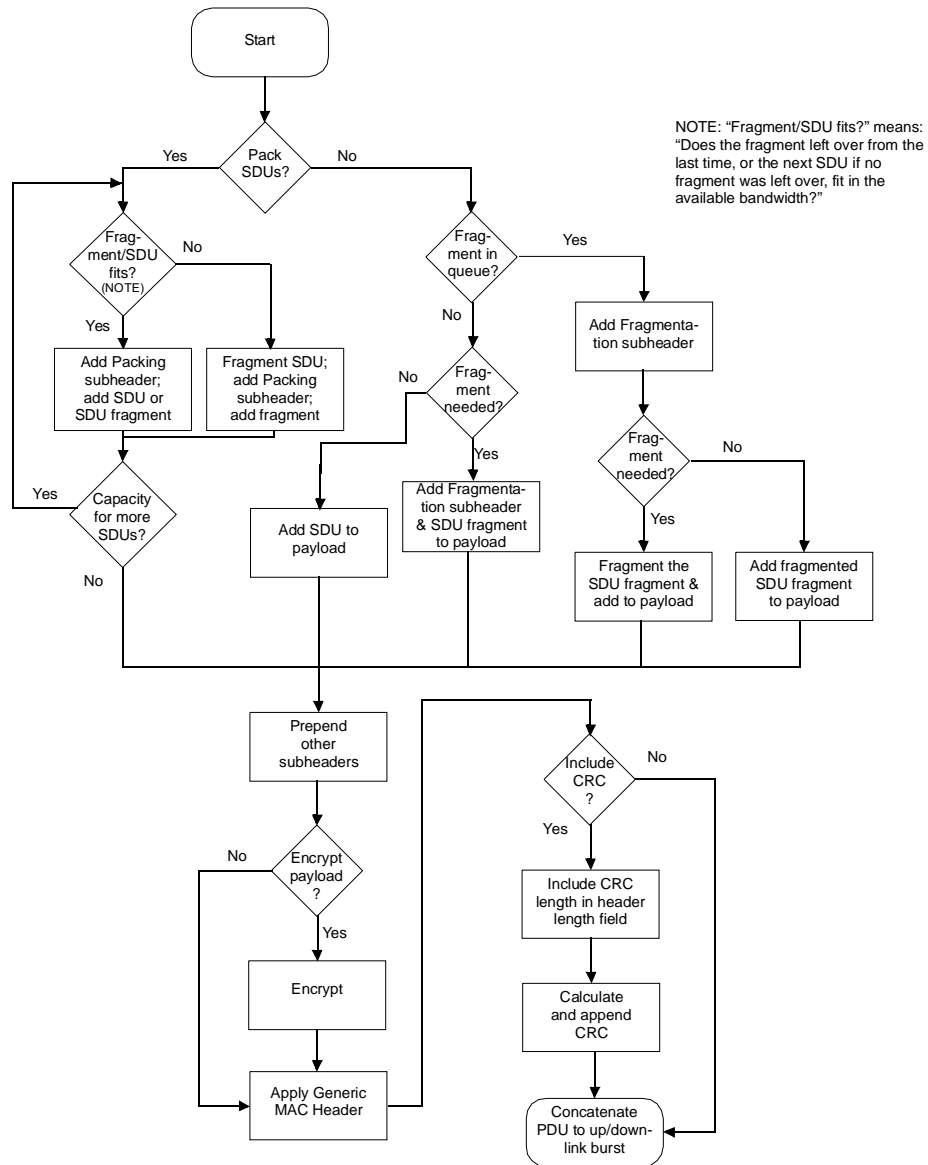 Start
Pack
SDUs?
Yes
No
NOTE: “Fragment/SDU fits?” means:
“Does the fragment left over from the
last time, or the next SDU if no
fragment was left over, fit in the
available bandwidth?”
Frag-
ment/SDU
fits?
(NOTE)
No
Yes
Frag-
ment in
queue?
Yes
No
Add Fragmenta-
tion subheader
Add Packing
subheader;
add SDU or
SDU fragment
Fragment SDU;
add Packing
subheader;
add fragment
Frag-
ment
needed?
No
Yes
Frag-
ment
needed?
No
Yes
Capacity
for more
SDUs?
Yes
No
Add SDU to
payload
Add Fragmenta-
tion subheader
& SDU fragment
to payload
Fragment the
SDU fragment &
add to payload
Add fragmented
SDU fragment
to payload
Prepend
other
subheaders
Encrypt
payload
?
No
Yes
Encrypt
Apply Generic
MAC Header
Include
CRC
?
No
Yes
Include CRC
length in header
length field
Calculate
and append
CRC
Concatenate
PDU to up/down-
link burst